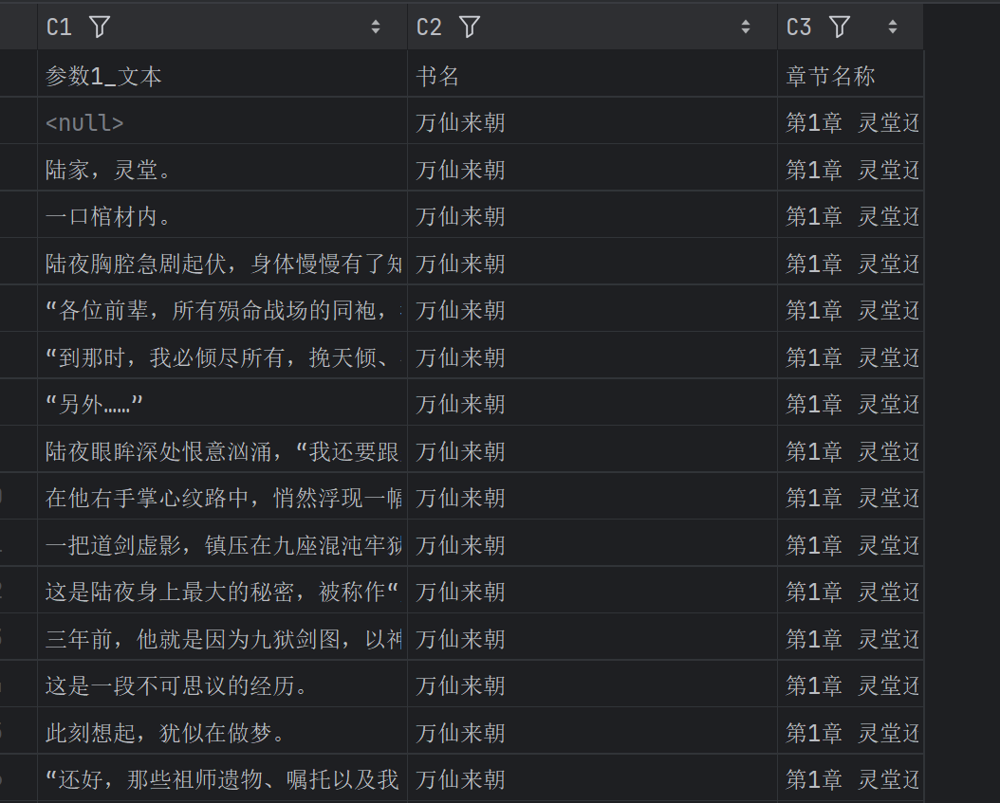 C1 C2 C3
参数1_文本 书名 章节名称
<null> 万仙来朝 第1章 灵堂还
陆家，灵堂。 万仙来朝 第1章 灵堂还
一口棺材内。 万仙来朝 第1章 灵堂还
陆夜胸腔急剧起伏，身体慢慢有了知 万仙来朝 第1章 灵堂还
“各位前辈，所有殒命战场的同袍， 万仙来朝 第1章 灵堂还
“到那时，我必倾尽所有，挽天倾、 万仙来朝 第1章 灵堂还
“另外……” 万仙来朝 第1章 灵堂还
陆夜眼眸深处恨意汹涌，“我还要跟 万仙来朝 第1章 灵堂还
在他右手掌心纹路中，悄然浮现一幅 万仙来朝 第1章 灵堂还
一把道剑虚影，镇压在九座混沌牢狱 万仙来朝 第1章 灵堂还
这是陆夜身上最大的秘密，被称作“ 万仙来朝 第1章 灵堂还
三年前，他就是因为九狱剑图，以神 万仙来朝 第1章 灵堂还
这是一段不可思议的经历。 万仙来朝 第1章 灵堂还
此刻想起，犹似在做梦。 万仙来朝 第1章 灵堂还
“还好，那些祖师遗物、嘱托以及我 万仙来朝 第1章 灵堂还